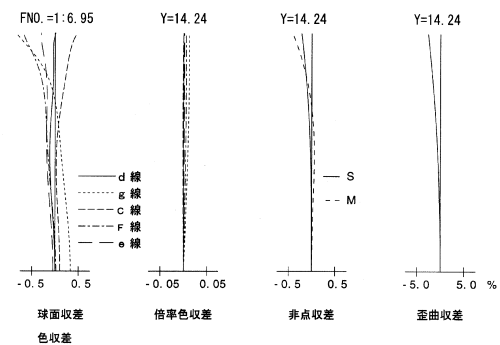 FNO. =1:6.95
Y=14.24
Y=14.24
Y=14.24
d 線
g 線
C 線
F 線
e 線
S
M
-0.5 0.5
-0.05 0.05
-0.5 0.5
-5.0 5.0 %
球面収差
色収差
倍率色収差
非点収差
歪曲収差